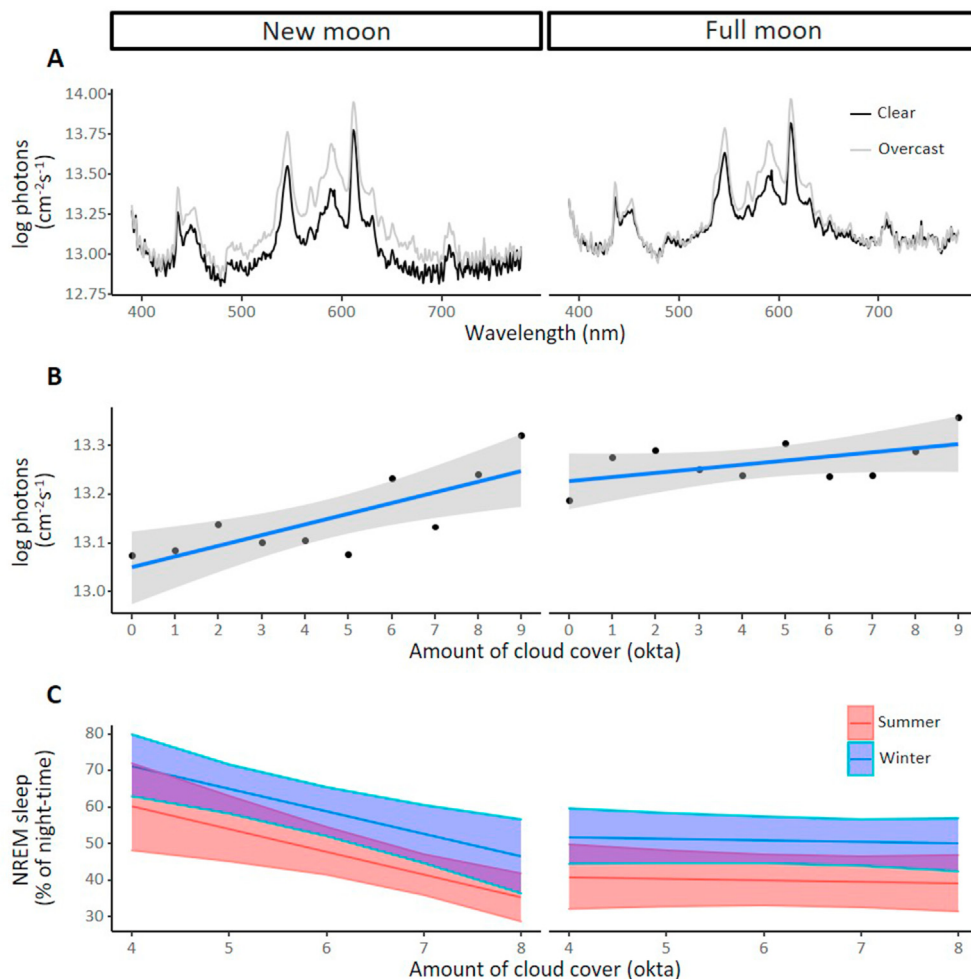 New moon Full moon
A
log photons
(cm⁻²s⁻¹)
14.00
13.75
13.50
13.25
13.00
12.75
Clear
Overcast
400 500 600 700 400 500 600 700
Wavelength (nm)
B
log photons
(cm⁻²s⁻¹)
13.3
13.2
13.1
13.0
0 1 2 3 4 5 6 7 8 9 0 1 2 3 4 5 6 7 8 9
Amount of cloud cover (okta)
C
NREM sleep
(% of night-time)
80
70
60
50
40
30
Summer
Winter
4 5 6 7 8 4 5 6 7 8
Amount of cloud cover (okta)